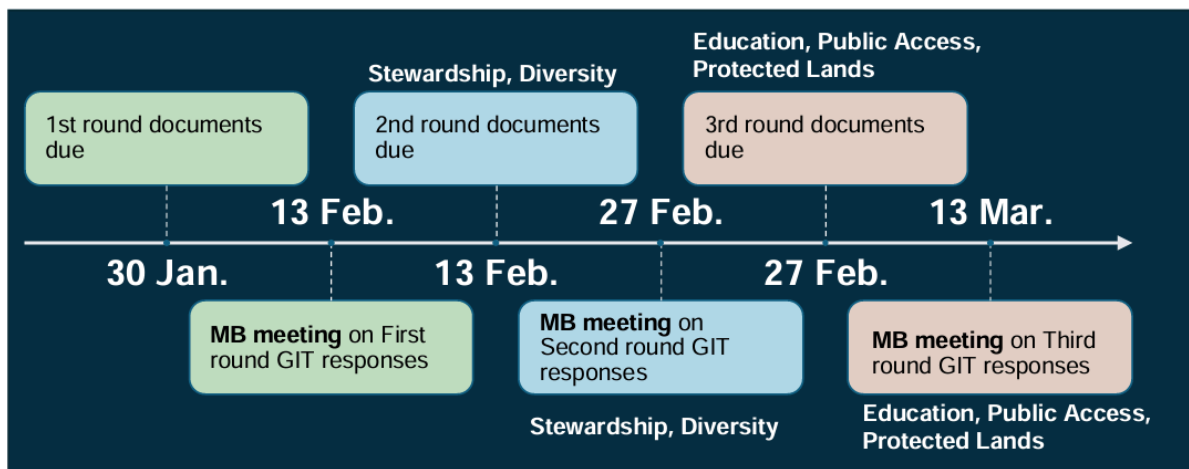 Education, Public Access,
Protected Lands
Stewardship, Diversity
1st round documents
due
2nd round documents
due
3rd round documents
due
13 Feb.
27 Feb.
13 Mar.
30 Jan.
13 Feb.
27 Feb.
MB meeting on First
round GIT responses
MB meeting on
Second round GIT
responses
MB meeting on Third
round GIT responses
Stewardship, Diversity
Education, Public Access,
Protected Lands